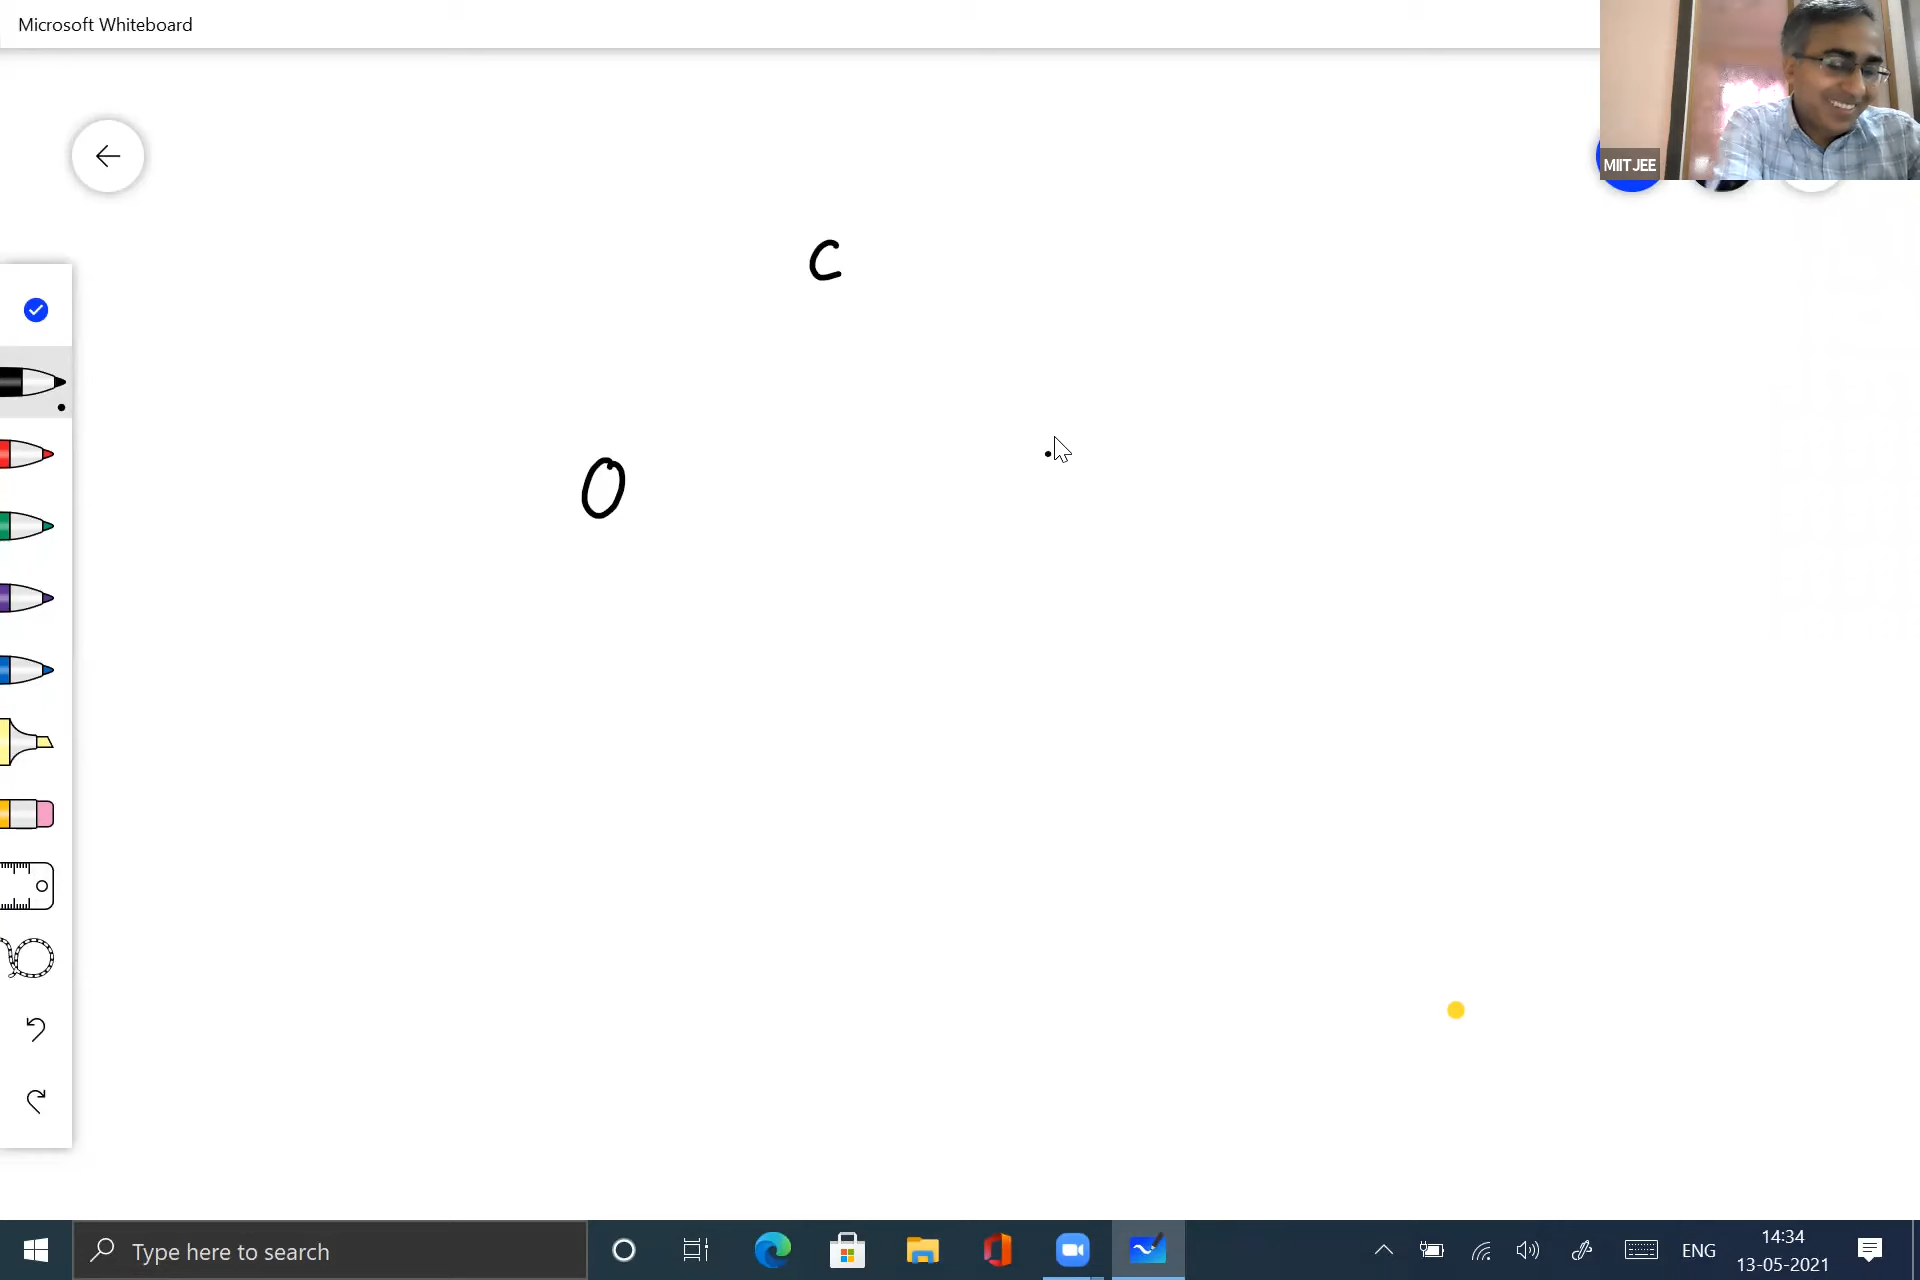 Microsoft Whiteboard
MIIT JEE
C
O
Type here to search
ENG
14:34
13-05-2021